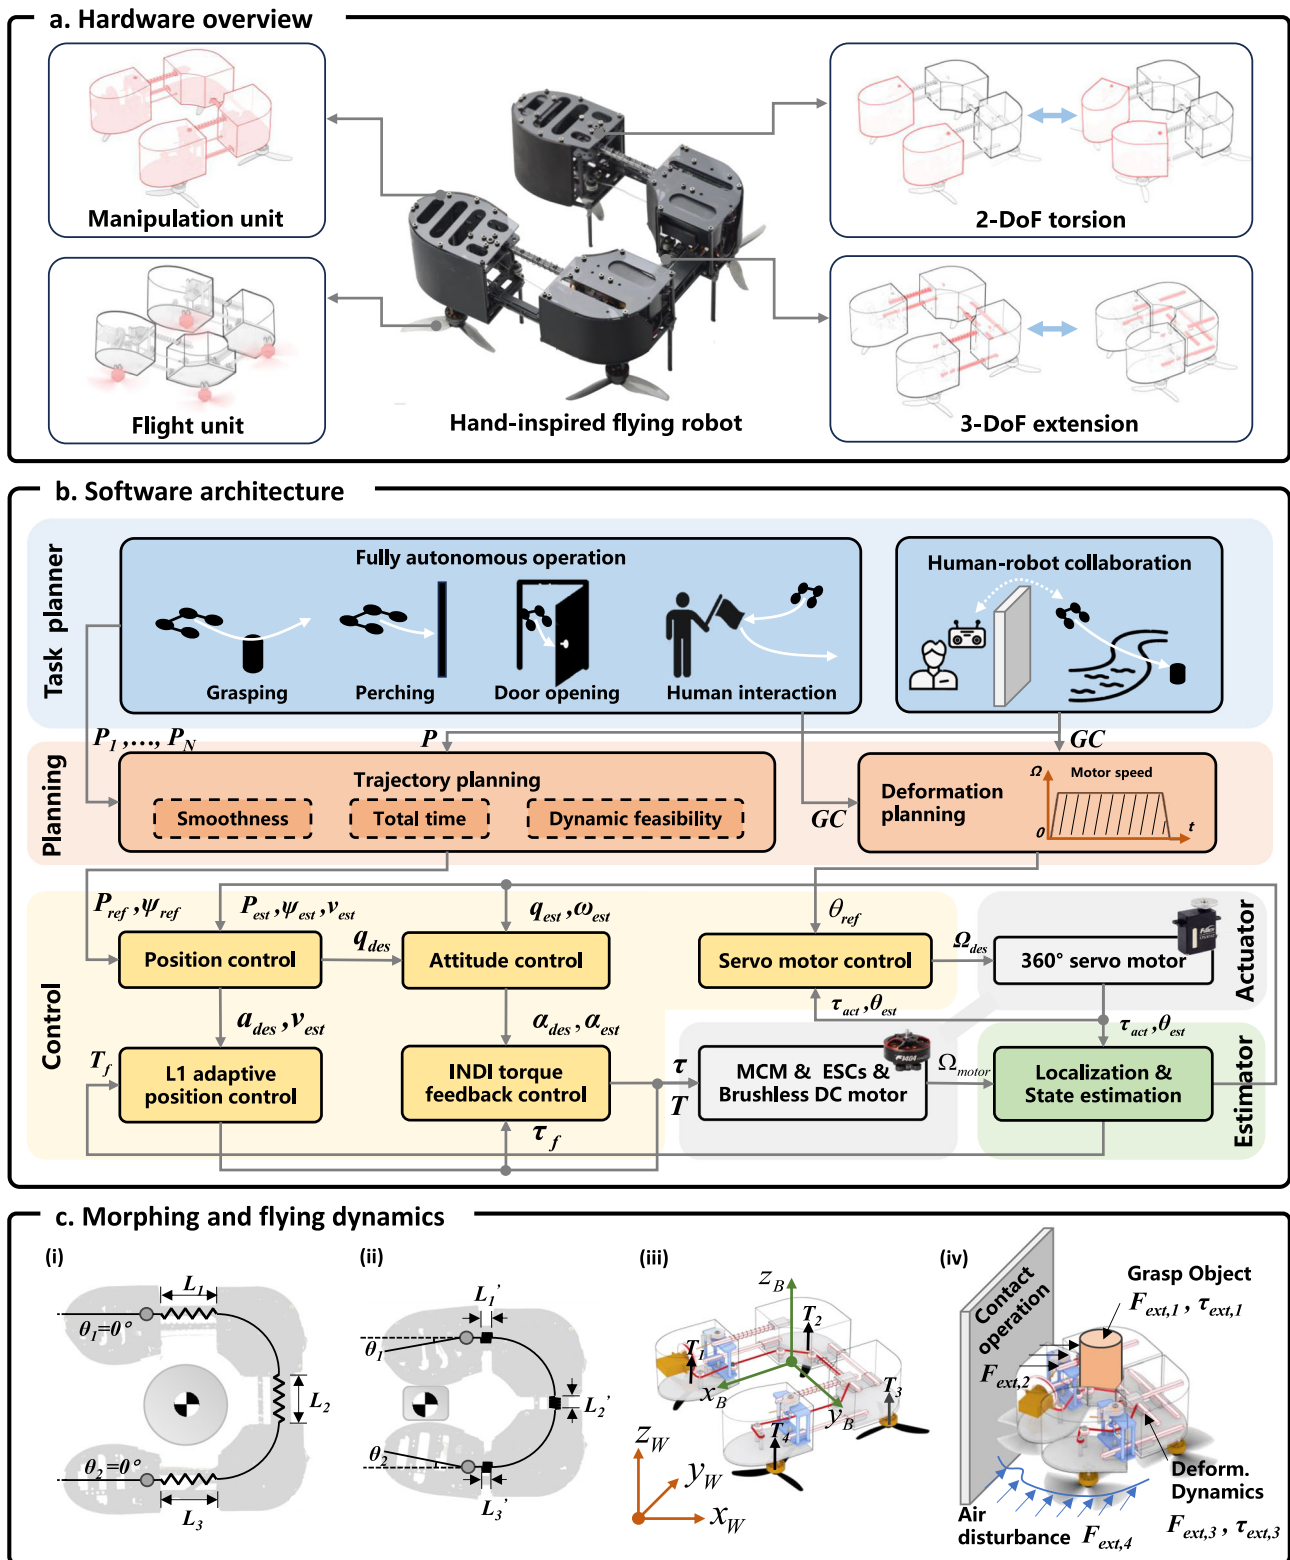 a. Hardware overview
Manipulation unit
2-DoF torsion
Flight unit
Hand-inspired flying robot
3-DoF extension
b. Software architecture
Task planner
Fully autonomous operation
Grasping
Perching
Door opening
Human interaction
Human-robot collaboration
P1 ,..., PN
P
GC
Planning
Trajectory planning
Smoothness
Total time
Dynamic feasibility
GC
Deformation
planning
Ω
Motor speed
0
t
Control
Pref ,ψref
Pest ,ψest ,vest
qest ,ωest
θref
Position control
qdes
Attitude control
Servo motor control
Ωdes
360° servo motor
Actuator
ades ,vest
αdes , αest
τact ,θest
τact ,θest
Tf
L1 adaptive
position control
INDI torque
feedback control
τ
T
MCM & ESCs &
Brushless DC motor
Ωmotor
Localization &
State estimation
Estimator
τf
c. Morphing and flying dynamics
(i)
L1
θ1=0°
L2
θ2=0°
L3
(ii)
L1'
θ1
L2'
θ2
L3'
(iii)
zB
T2
T1
xB
yB
T3
T4
zW
yW
xW
(iv)
Contact
operation
Grasp Object
Fext,1 , τext,1
Fext,2
Deform.
Dynamics
Fext,3 , τext,3
Air
disturbance
Fext,4